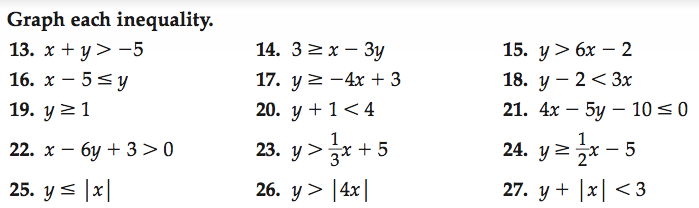 Graph each inequality.
13. x + y > −5 14. 3 ≥ x − 3y 15. y > 6x − 2
16. x − 5 ≤ y 17. y ≥ −4x + 3 18. y − 2 < 3x
19. y ≥ 1 20. y + 1 < 4 21. 4x − 5y − 10 ≤ 0
22. x − 6y + 3 > 0 23. y > 1/3x + 5 24. y ≥ 1/2x − 5
25. y ≤ |x| 26. y > |4x| 27. y + |x| < 3